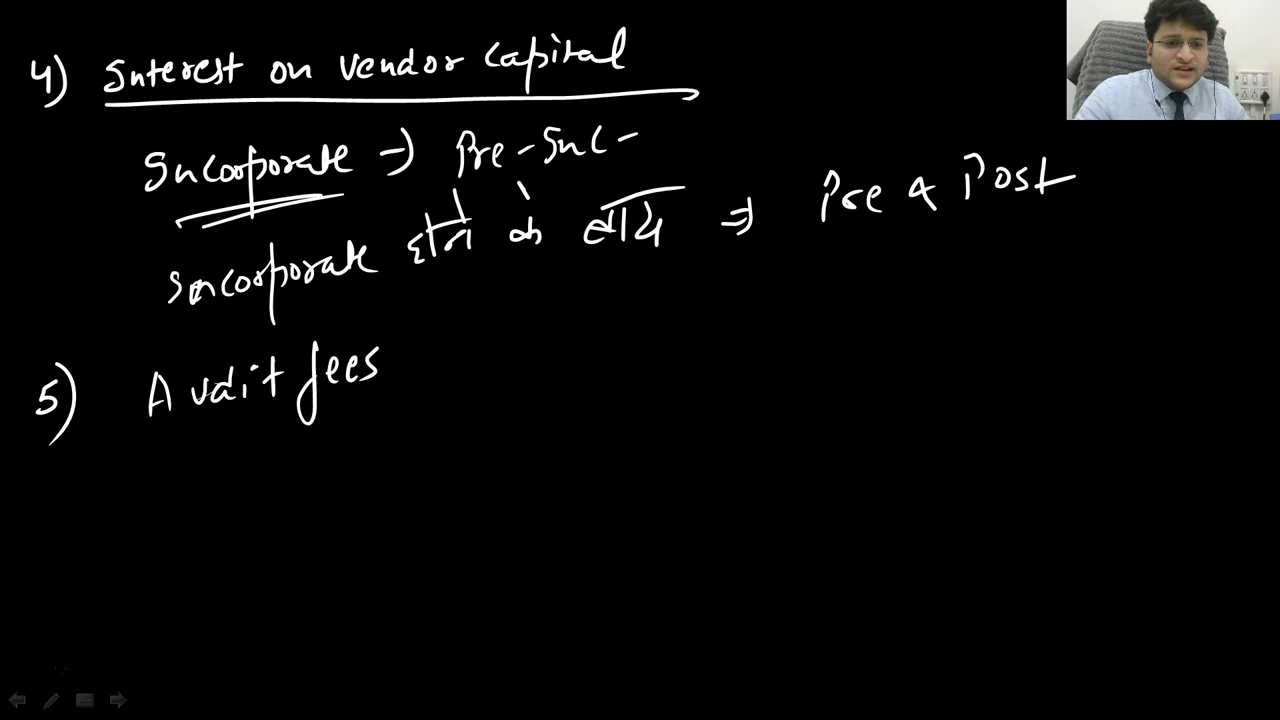 4) Interest on Vendor Capital
Incorporate => Pre-Inc -
Incorporate होने के बाद => Pre & Post
5) Audit fees